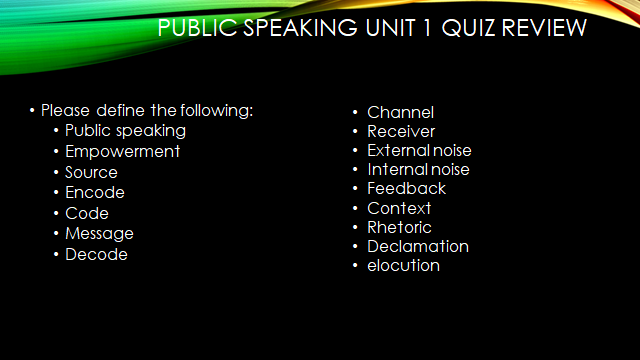 PUBLIC SPEAKING UNIT 1 QUIZ REVIEW
• Please define the following:
• Public speaking
• Empowerment
• Source
• Encode
• Code
• Message
• Decode
• Channel
• Receiver
• External noise
• Internal noise
• Feedback
• Context
• Rhetoric
• Declamation
• elocution